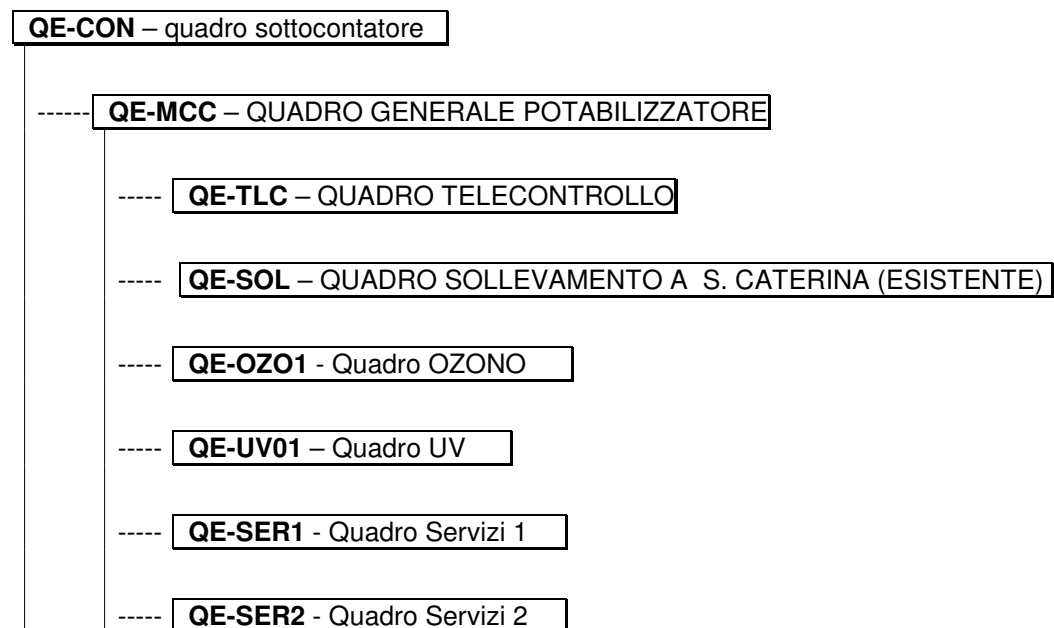 QE-CON – quadro sottocontatore
------ QE-MCC – QUADRO GENERALE POTABILIZZATORE
----- QE-TLC – QUADRO TELECONTROLLO
----- QE-SOL – QUADRO SOLLEVAMENTO A S. CATERINA (ESISTENTE)
----- QE-OZO1 - Quadro OZONO
----- QE-UV01 – Quadro UV
----- QE-SER1 - Quadro Servizi 1
----- QE-SER2 - Quadro Servizi 2